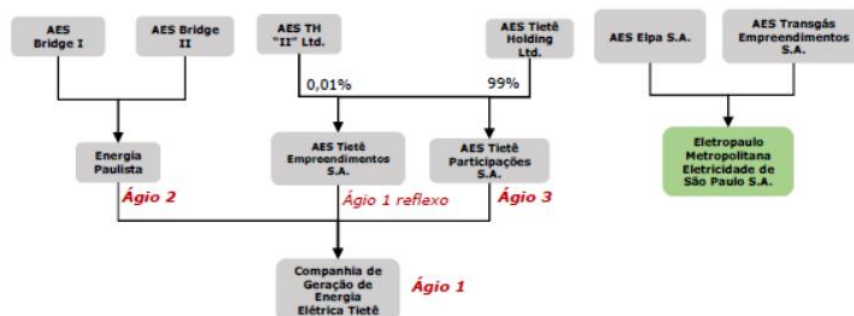 AES
Bridge I
AES Bridge
II
AES TH
"II" Ltd.
AES Tietê
Holding
Ltd.
AES Elpa S.A.
AES Transgás
Empreendimentos
S.A.
0,01%
99%
Energia
Paulista
AES Tietê
Empreendimentos
S.A.
AES Tietê
Participações
S.A.
Eletropaulo
Metropolitana
Eletricidade de
São Paulo S.A.
Ágio 2
Ágio 1 reflexo
Ágio 3
Companhia de
Geração de
Energia
Elétrica Tietê
Ágio 1